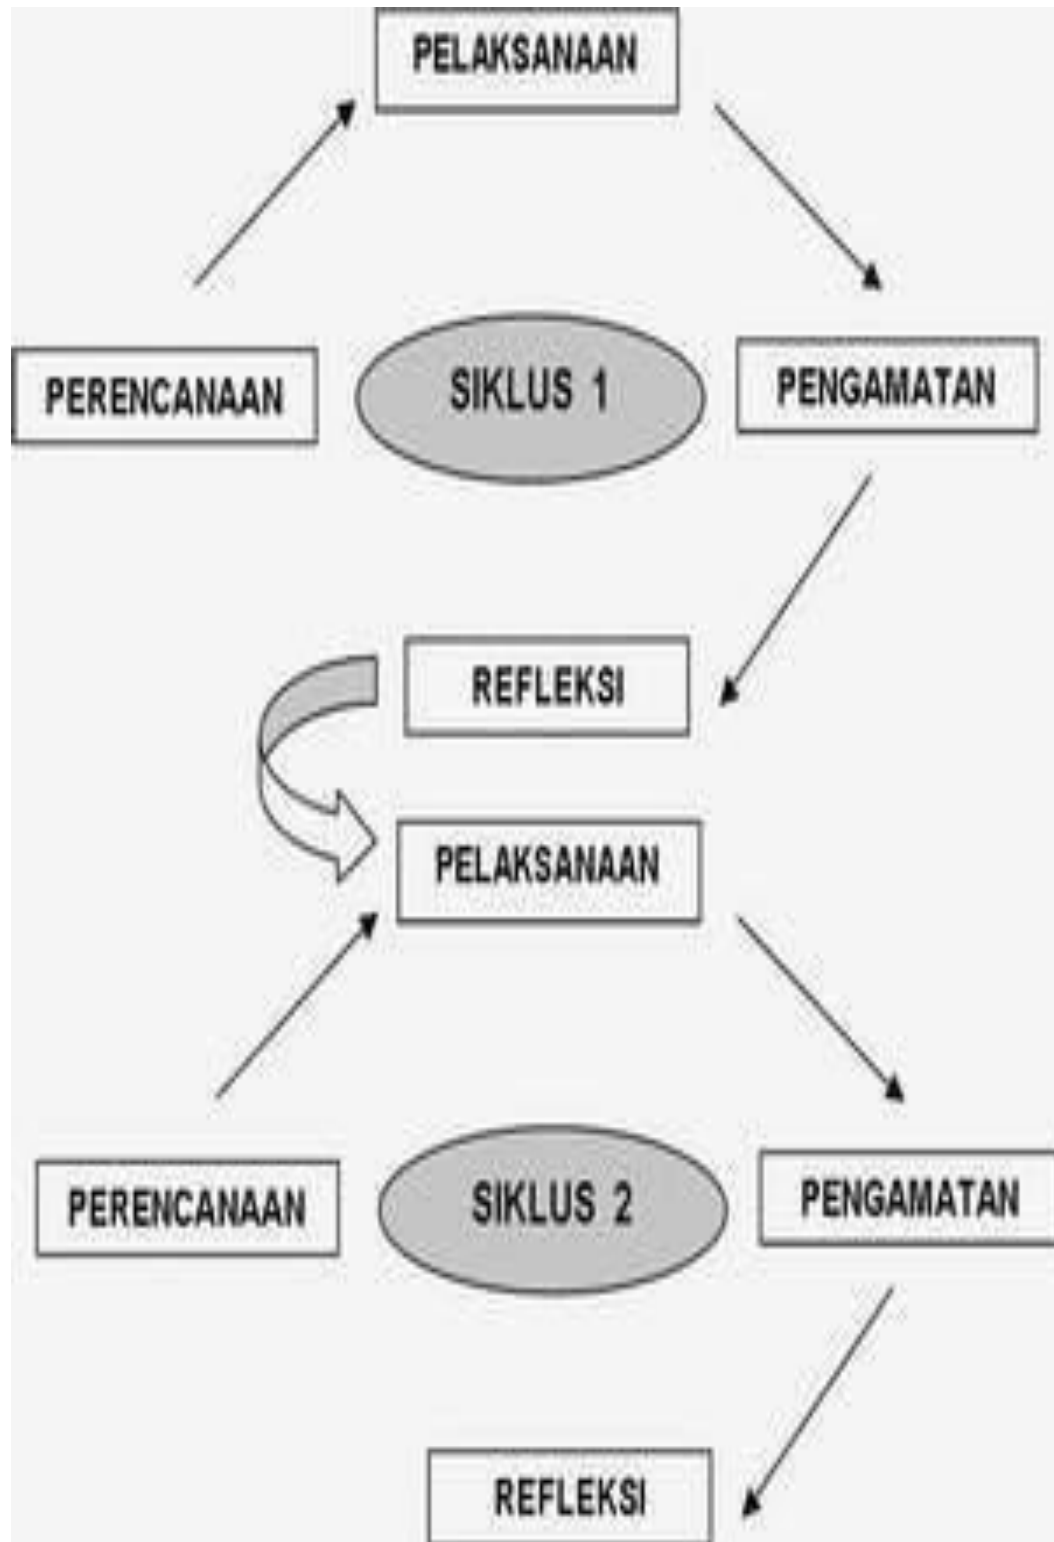 PELAKSANAAN
PERENCANAAN
SIKLUS 1
PENGAMATAN
REFLEKSI
PELAKSANAAN
PERENCANAAN
SIKLUS 2
PENGAMATAN
REFLEKSI